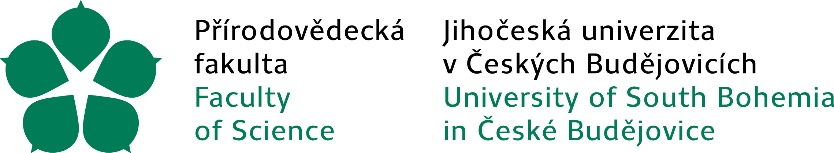 Přírodovědecká
fakulta
Faculty
of Science
Jihočeská univerzita
v Českých Budějovicích
University of South Bohemia
in České Budějovice